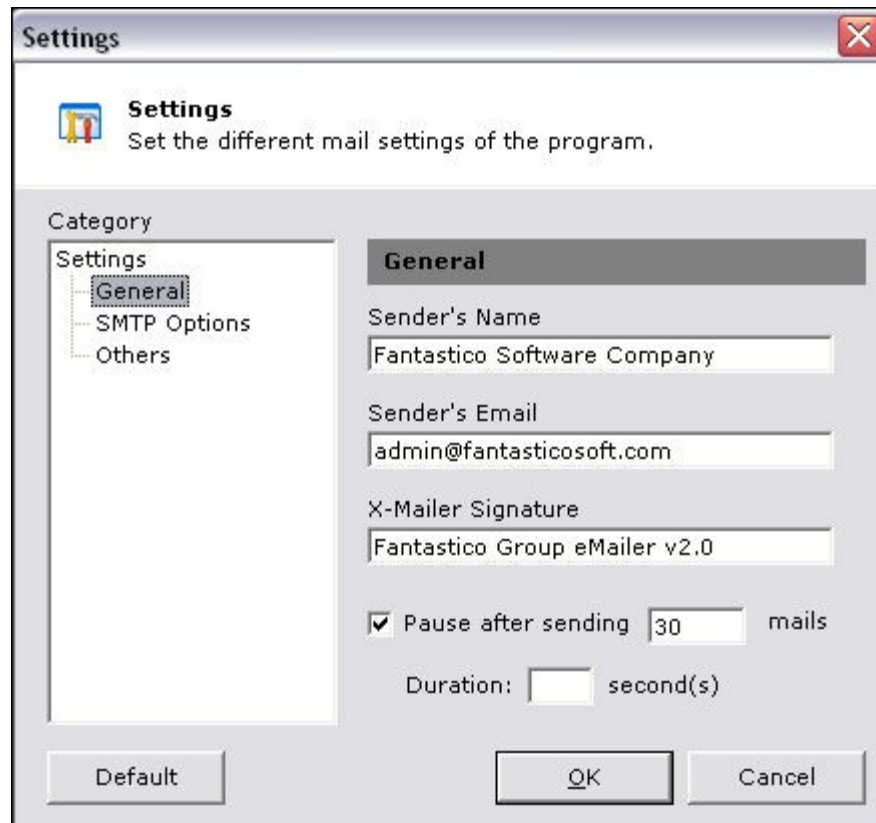 Settings
Settings
Set the different mail settings of the program.
Category
Settings
General
SMTP Options
Others
General
Sender's Name
Fantastico Software Company
Sender's Email
admin@fantasticosoft.com
X-Mailer Signature
Fantastico Group eMailer v2.0
Pause after sending 30 mails
Duration: second(s)
Default
OK
Cancel